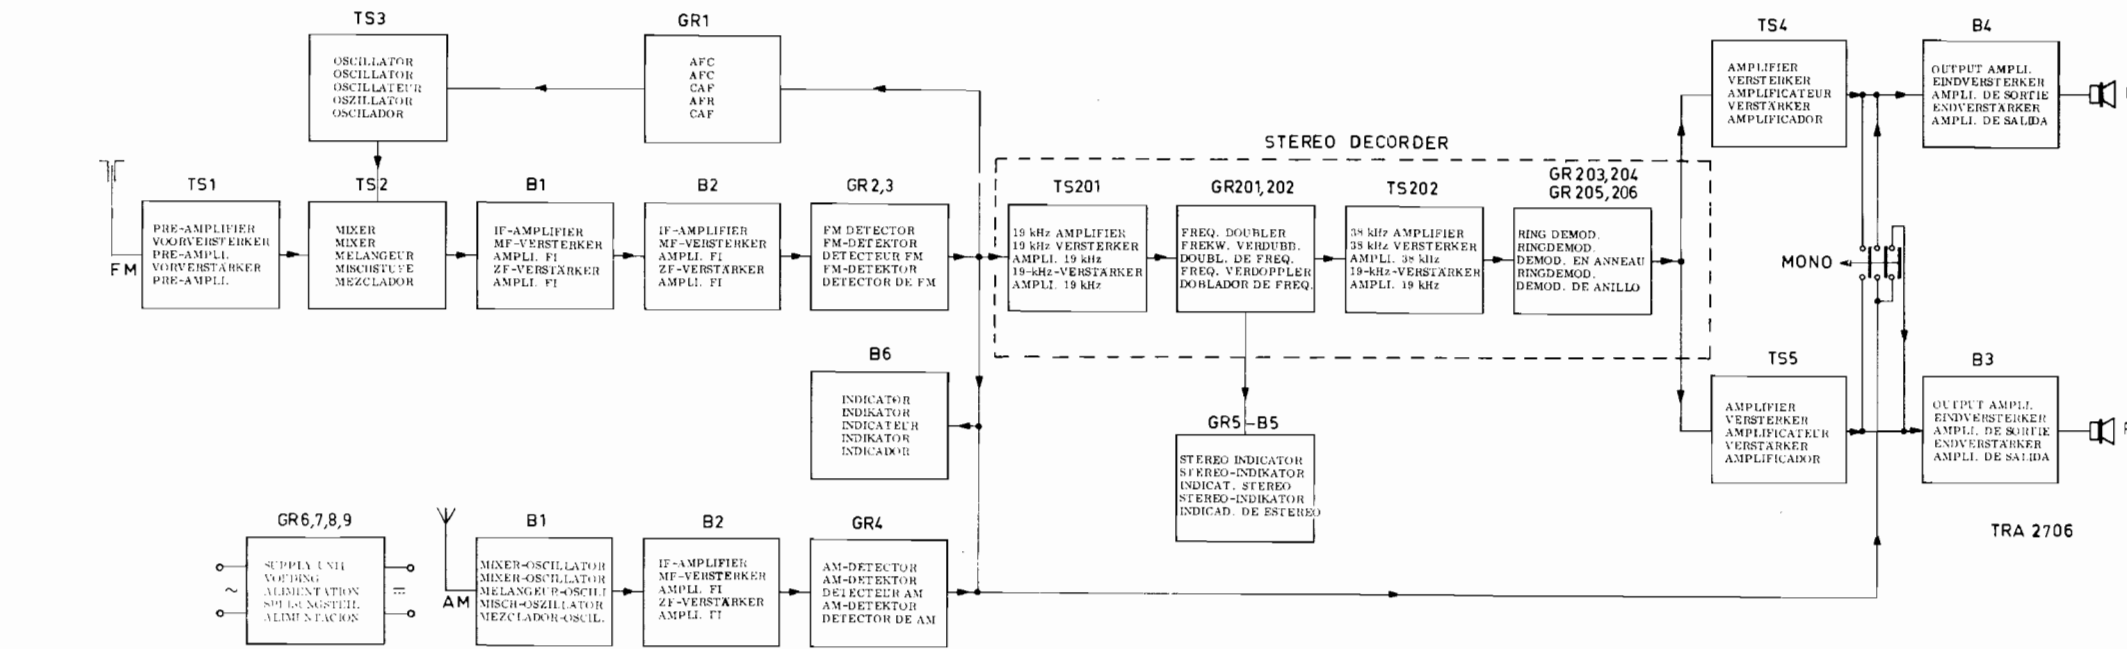 TS3
OSCILLATOR
OSCILLATOR
OSCILLATEUR
OSZILLATOR
OSCILADOR
GR1
AFC
AFC
CAF
AFR
CAF
TS4
AMPLIFIER
VERSTERKER
AMPLIFICATEUR
VERSTÄRKER
AMPLIFICADOR
B4
OUTPUT AMPLI.
EINDVERSTERKER
AMPLI. DE SORTIE
ENDVERSTÄRKER
AMPLI. DE SALIDA
FM
TS1
PRE-AMPLIFIER
VOORVERSTERKER
PRE-AMPLI.
VORVERSTÄRKER
PRE-AMPLI.
TS2
MIXER
MIXER
MELANGEUR
MISCHSTUFE
MEZCLADOR
B1
IF-AMPLIFIER
MF-VERSTERKER
AMPLI. FI
ZF-VERSTÄRKER
AMPLI. FI
B2
IF-AMPLIFIER
MF-VERSTERKER
AMPLI. FI
ZF-VERSTÄRKER
AMPLI. FI
GR2,3
FM DETECTOR
FM-DETEKTOR
DETECTEUR FM
FM-DETEKTOR
DETECTOR DE FM
STEREO DECORDER
TS201
19 kHz AMPLIFIER
19 kHz VERSTERKER
AMPLI. 19 kHz
19-kHz-VERSTÄRKER
AMPLI. 19 kHz
GR201,202
FREQ. DOUBLER
FREKW. VERDUBB.
DOUBL. DE FREQ.
FREQ. VERDOPPLER
DOBLADOR DE FREQ.
TS202
38 kHz AMPLIFIER
38 kHz VERSTERKER
AMPLI. 38 kHz
19-kHz-VERSTÄRKER
AMPLI. 19 kHz
GR203,204
GR205,206
RING DEMOD.
RINGDEMOD.
DEMOD. EN ANNEAU
RINGDEMOD.
DEMOD. DE ANILLO
MONO
B6
INDICATOR
INDIKATOR
INDICATEUR
INDIKATOR
INDICADOR
GR5-B5
STEREO INDICATOR
STEREO-INDIKATOR
INDICAT. STEREO
STEREO-INDIKATOR
INDICAD. DE ESTEREO
TS5
AMPLIFIER
VERSTERKER
AMPLIFICATEUR
VERSTÄRKER
AMPLIFICADOR
B3
OUTPUT AMPLI.
EINDVERSTERKER
AMPLI. DE SORTIE
ENDVERSTÄRKER
AMPLI. DE SALIDA
GR6,7,8,9
SUPPLY UNIT
VOEDING
ALIMENTATION
SPEISUNGSTEIL
ALIMENTACION
~
AM
B1
MIXER-OSCILLATOR
MIXER-OSCILLATOR
MELANGEUR-OSCILL
MISCH-OSZILLATOR
MEZCLADOR-OSCIL.
B2
IF-AMPLIFIER
MF-VERSTERKER
AMPLI. FI
ZF-VERSTÄRKER
AMPLI. FI
GR4
AM-DETECTOR
AM-DETEKTOR
DETECTEUR AM
AM-DETEKTOR
DETECTOR DE AM
TRA 2706